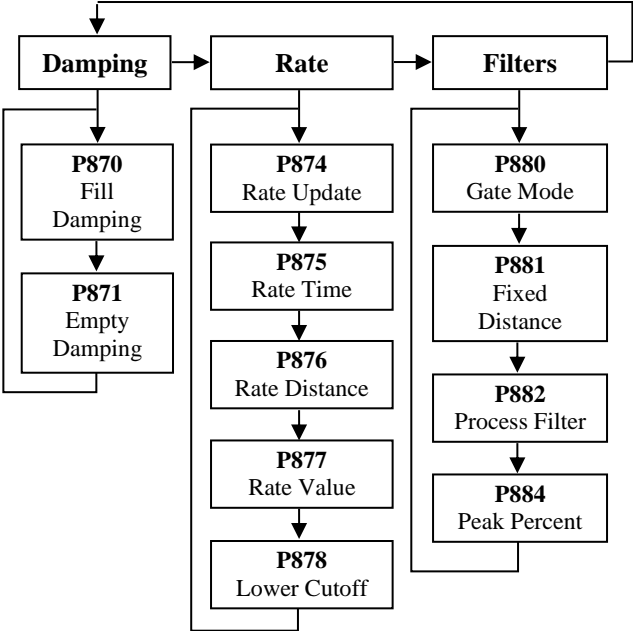 Damping
Rate
Filters
P870
Fill
Damping
P871
Empty
Damping
P874
Rate Update
P875
Rate Time
P876
Rate Distance
P877
Rate Value
P878
Lower Cutoff
P880
Gate Mode
P881
Fixed
Distance
P882
Process Filter
P884
Peak Percent